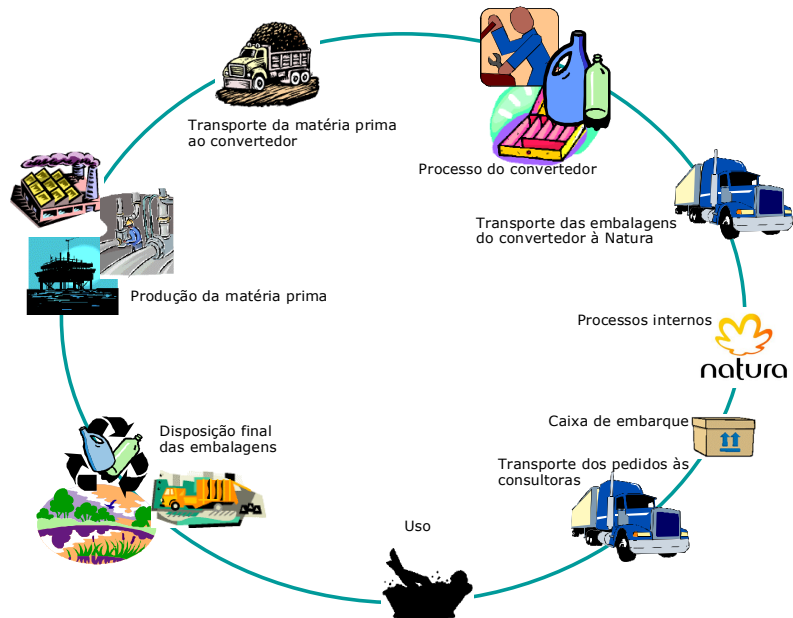 Transporte da matéria prima
ao convertedor
Processo do convertedor
Transporte das embalagens
do convertedor à Natura
Produção da matéria prima
Processos internos
natura
Caixa de embarque
Disposição final
das embalagens
Transporte dos pedidos às
consultoras
Uso